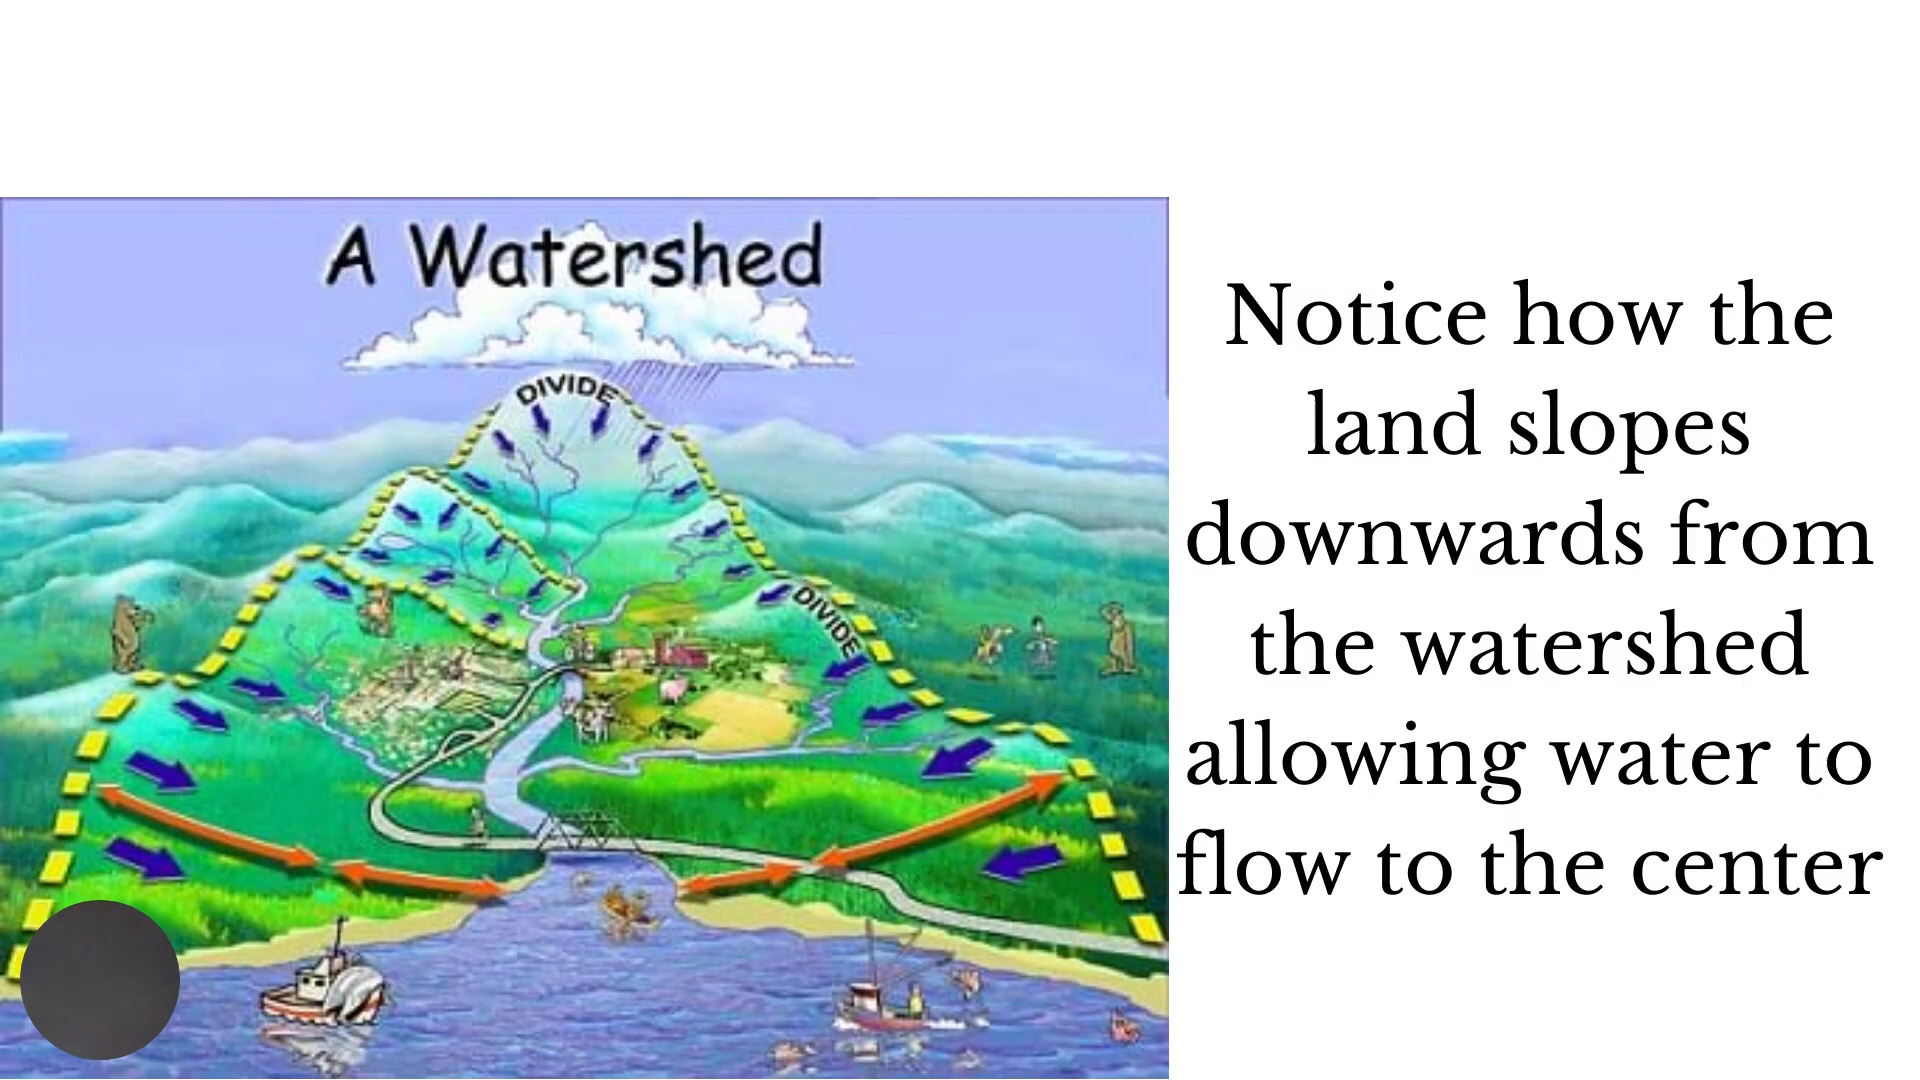 A Watershed
DIVIDE
DIVIDE
Notice how the
land slopes
downwards from
the watershed
allowing water to
flow to the center